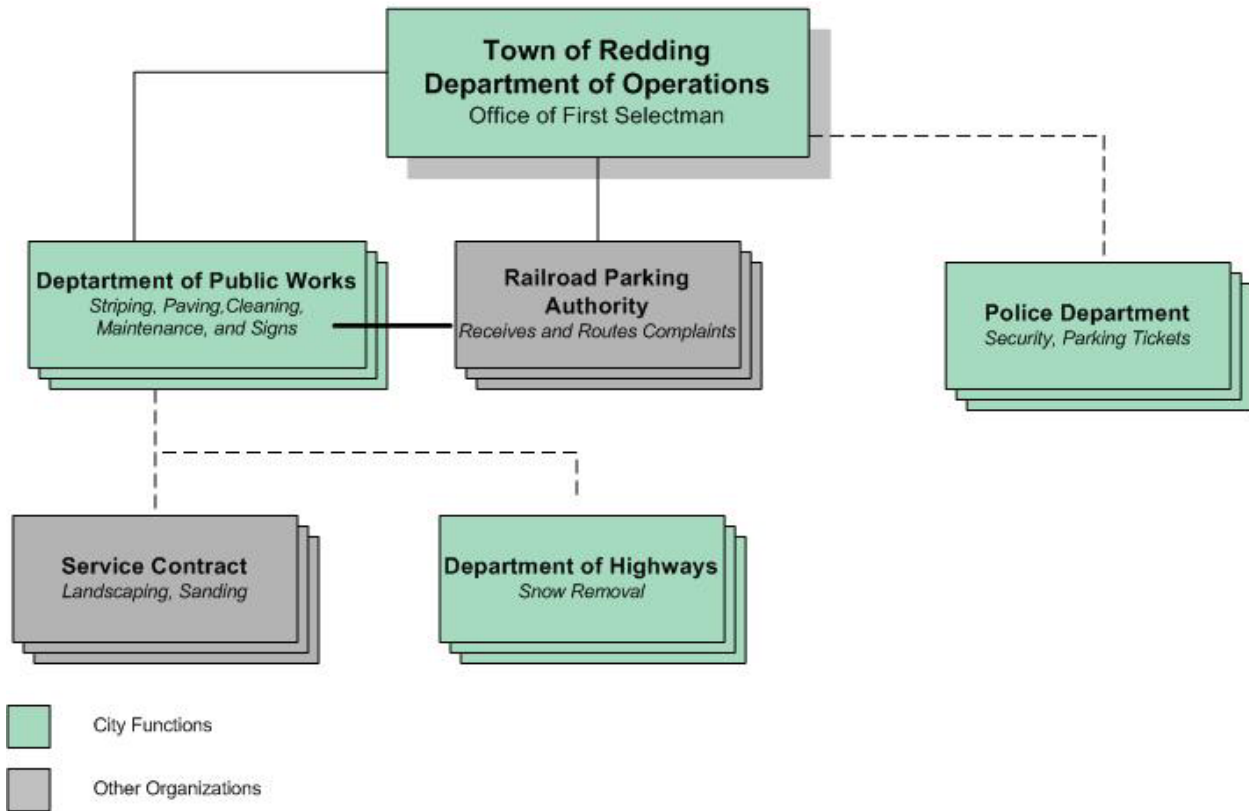 Town of Redding
Department of Operations
Office of First Selectman
Deptartment of Public Works
Striping, Paving,Cleaning,
Maintenance, and Signs
Railroad Parking
Authority
Receives and Routes Complaints
Police Department
Security, Parking Tickets
Service Contract
Landscaping, Sanding
Department of Highways
Snow Removal
City Functions
Other Organizations